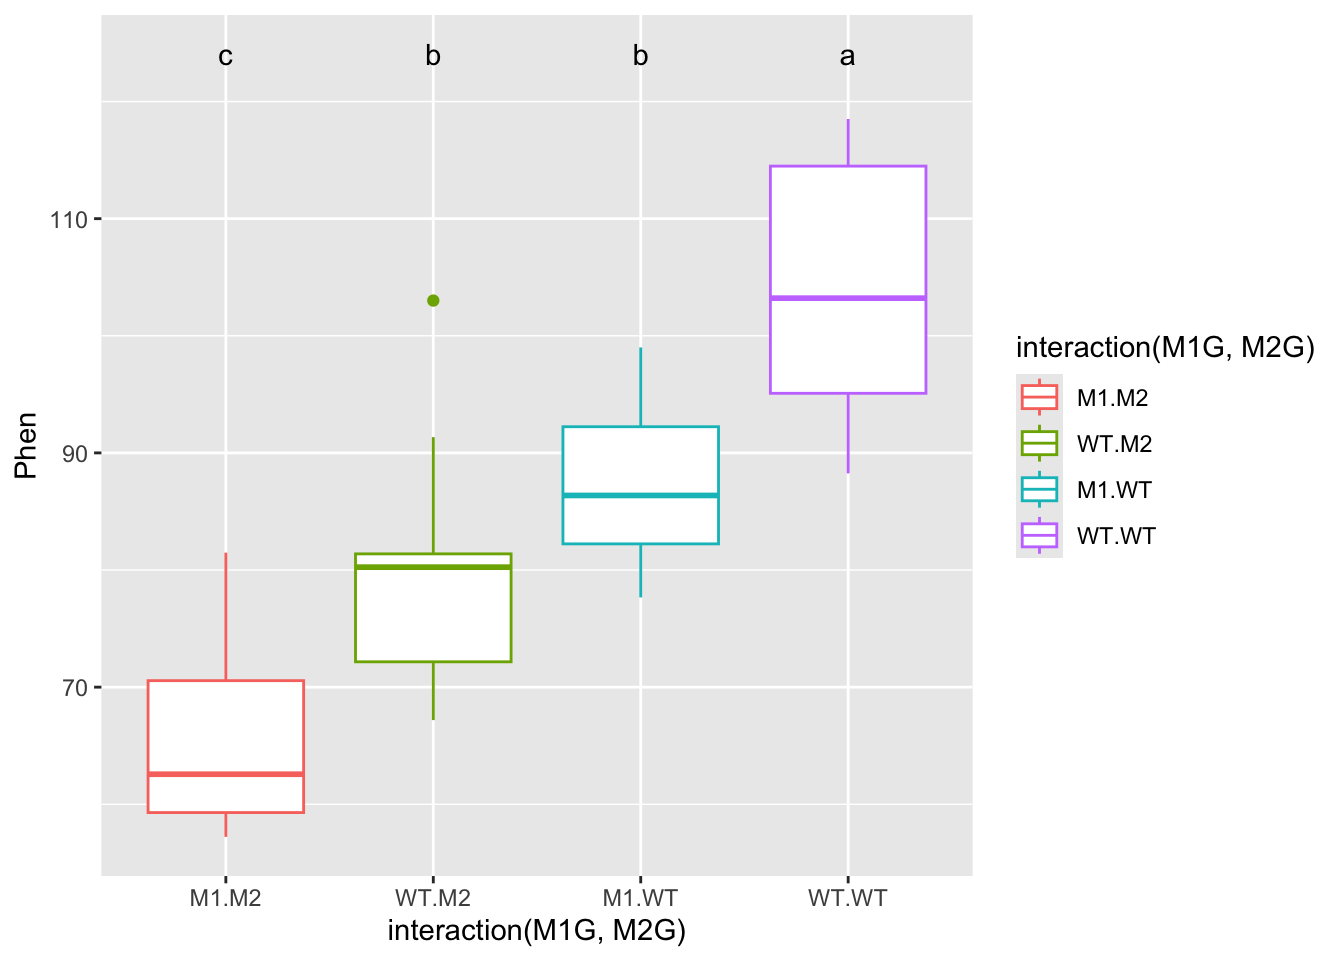 c b b a
110
90
70
Phen
M1.M2 WT.M2 M1.WT WT.WT
interaction(M1G, M2G)
interaction(M1G, M2G)
M1.M2
WT.M2
M1.WT
WT.WT